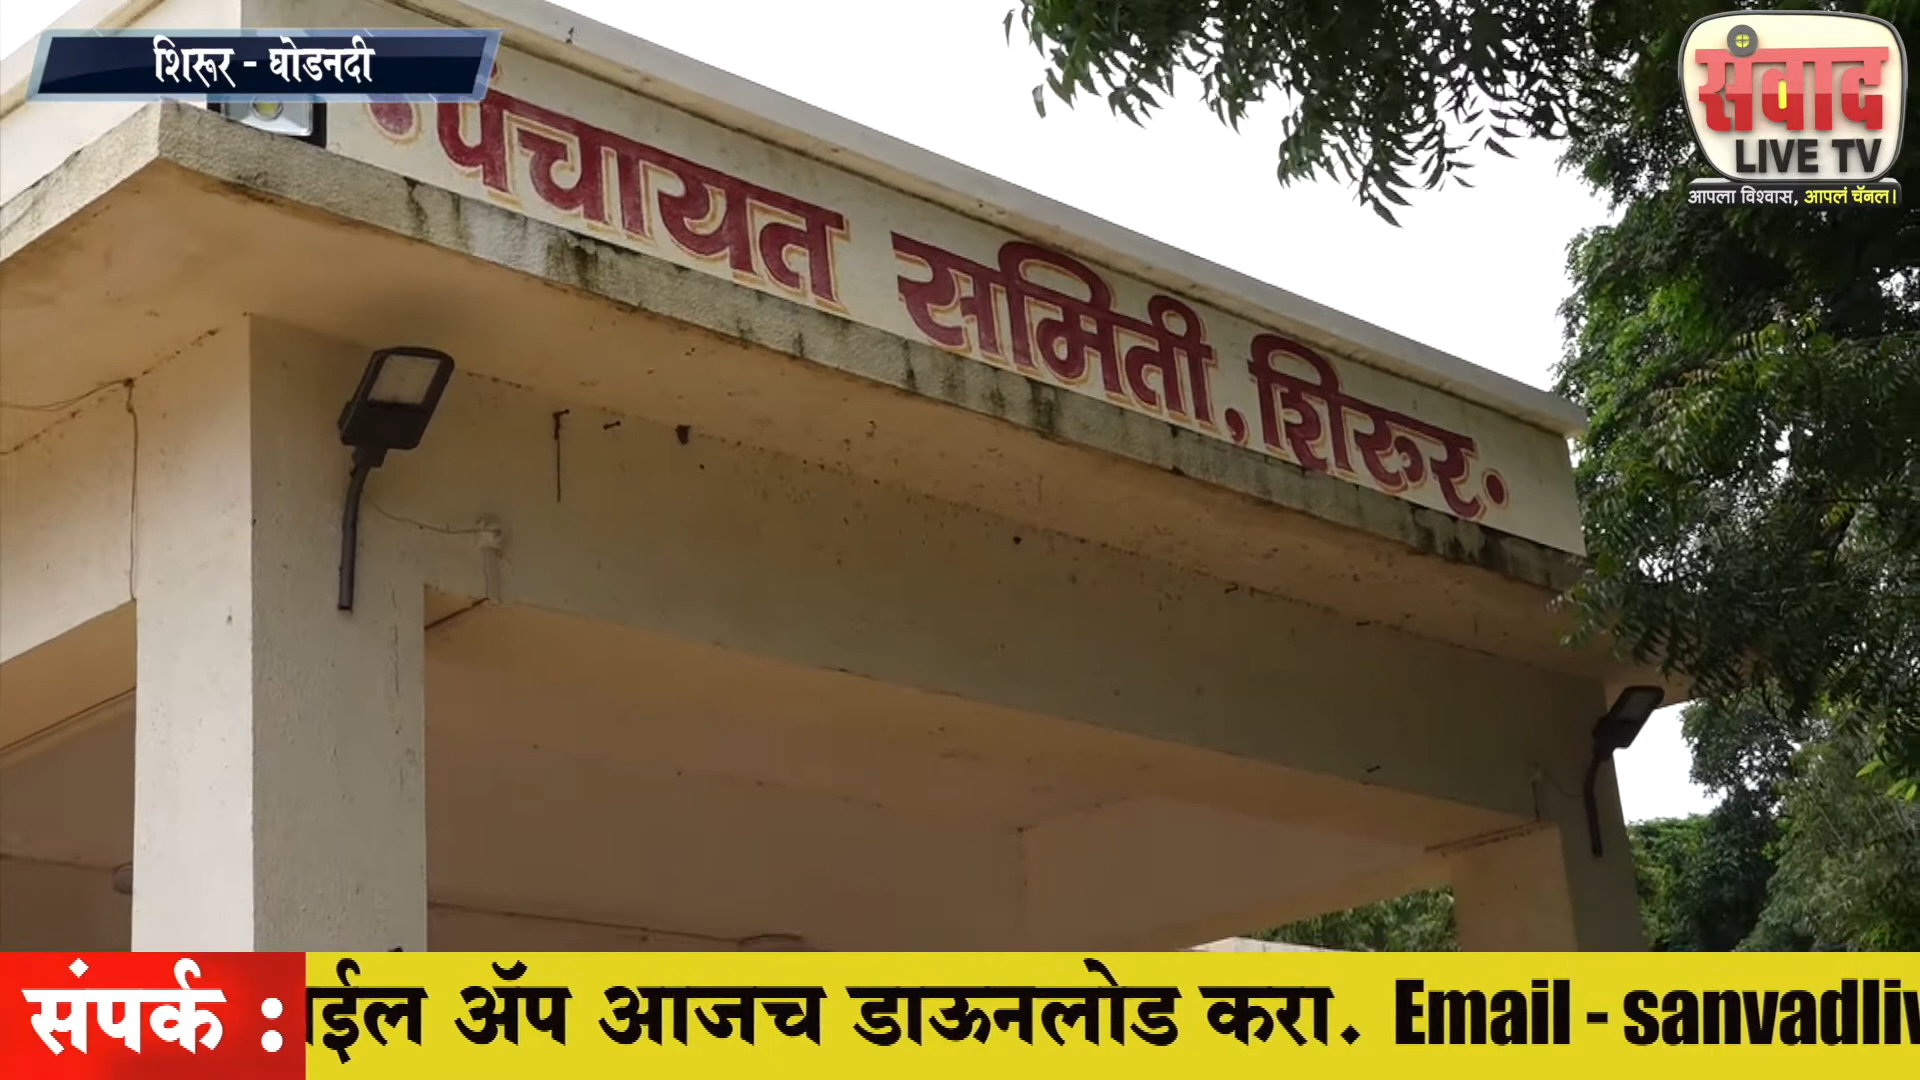 शिरूर - घोडनदी
संवाद
LIVE TV
आपला विश्वास, आपलं चॅनल!
• पंचायत समिती, शिरुर •
संपर्क :
ईल ॲप आजच डाऊनलोड करा. Email - sanvadliv